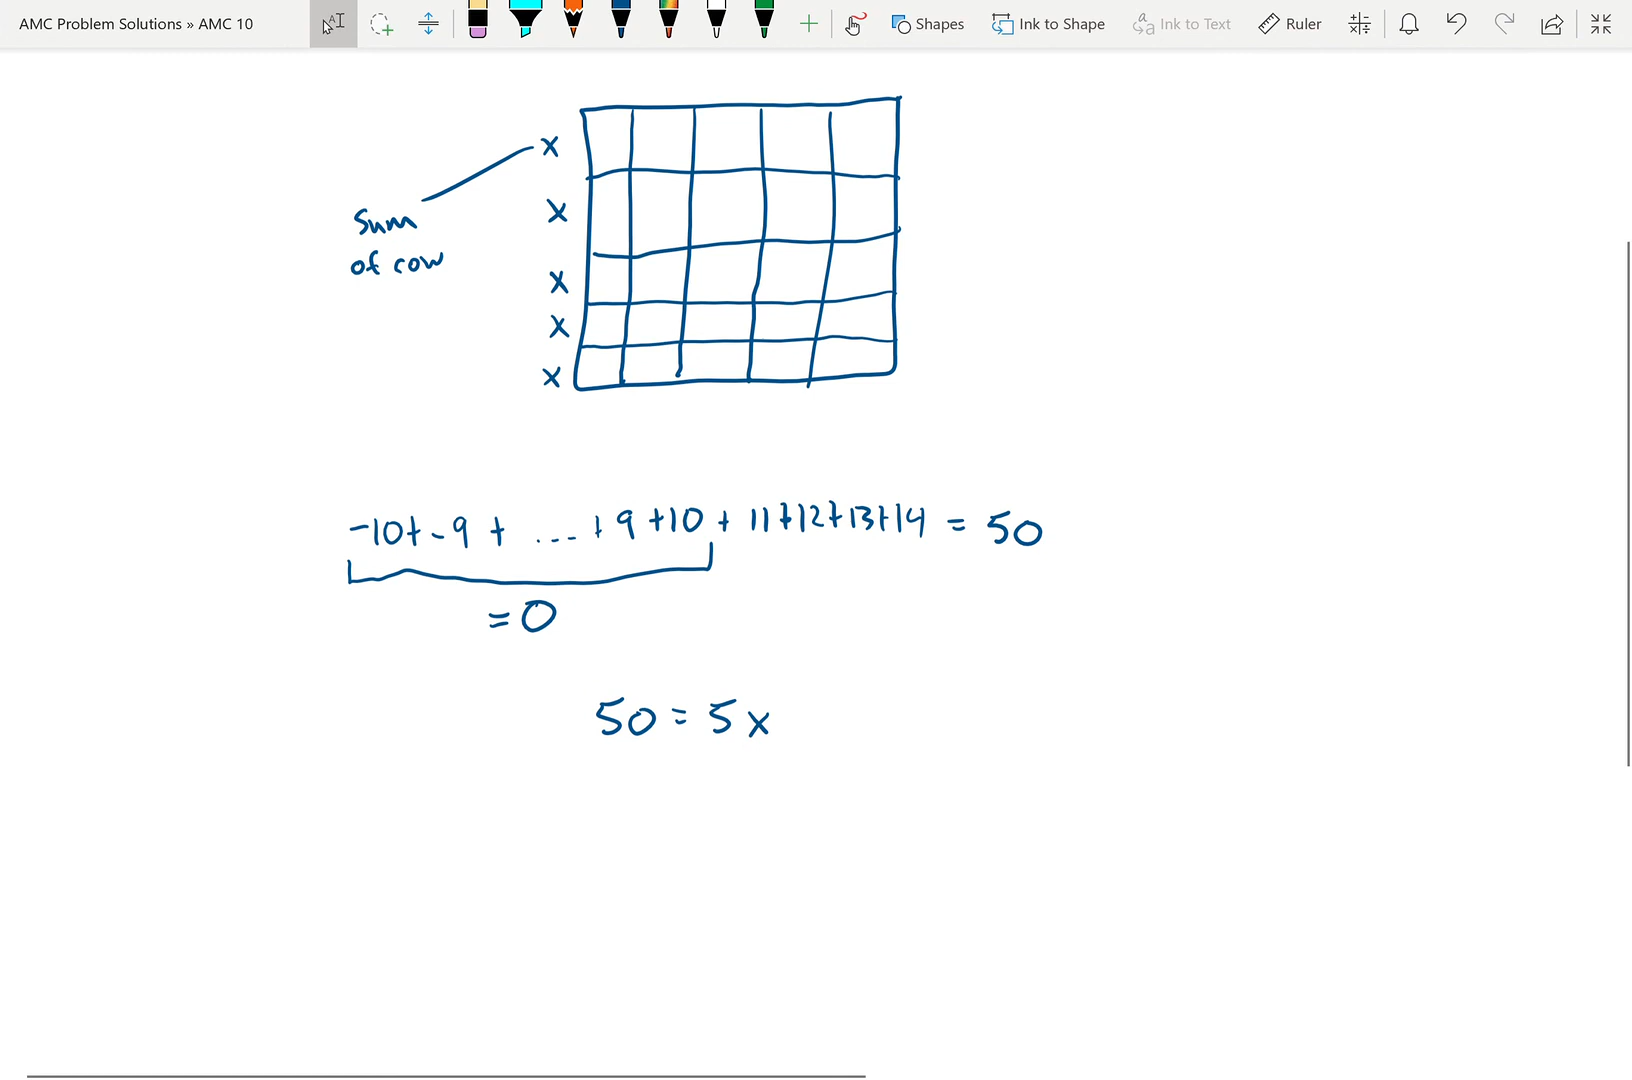 AMC Problem Solutions » AMC 10
Shapes
Ink to Shape
Ink to Text
Ruler
x
Sum
of row
x
x
x
x
-10+-9+ ... +9+10+11+12+13+14=50
=0
50=5x